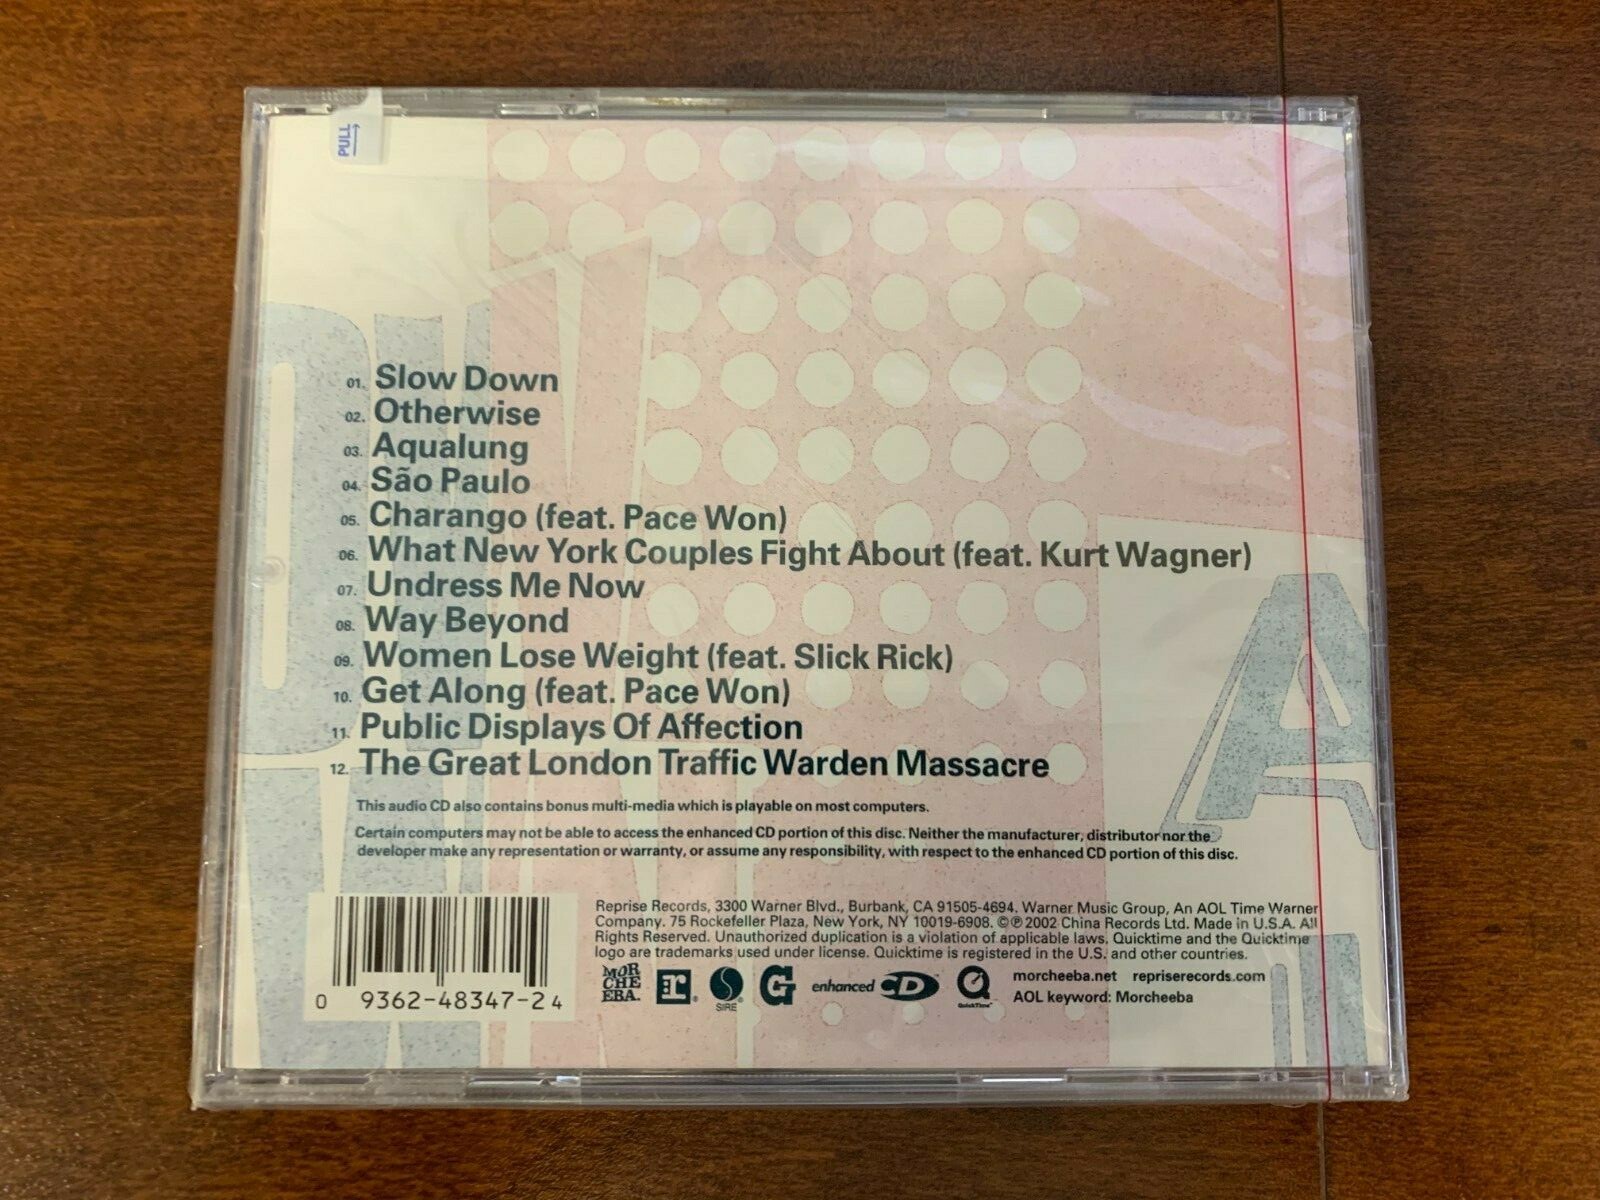 PULL
01. Slow Down
02. Otherwise
03. Aqualung
04. São Paulo
05. Charango (feat. Pace Won)
06. What New York Couples Fight About (feat. Kurt Wagner)
07. Undress Me Now
08. Way Beyond
09. Women Lose Weight (feat. Slick Rick)
10. Get Along (feat. Pace Won)
11. Public Displays Of Affection
12. The Great London Traffic Warden Massacre
This audio CD also contains bonus multi-media which is playable on most computers.
Certain computers may not be able to access the enhanced CD portion of this disc. Neither the manufacturer, distributor nor the
developer make any representation or warranty, or assume any responsibility, with respect to the enhanced CD portion of this disc.
Reprise Records, 3300 Warner Blvd., Burbank, CA 91505-4694. Warner Music Group, An AOL Time Warner
Company. 75 Rockefeller Plaza, New York, NY 10019-6908. ©℗ 2002 China Records Ltd. Made in U.S.A. All
Rights Reserved. Unauthorized duplication is a violation of applicable laws. Quicktime and the Quicktime
logo are trademarks used under license. Quicktime is registered in the U.S. and other countries.
MOR
CHE
EBA.
r
S
SIRE
G
enhanced CD
QuickTime™
morcheeba.net repriserecords.com
AOL keyword: Morcheeba
0 9362-48347-2 4
A